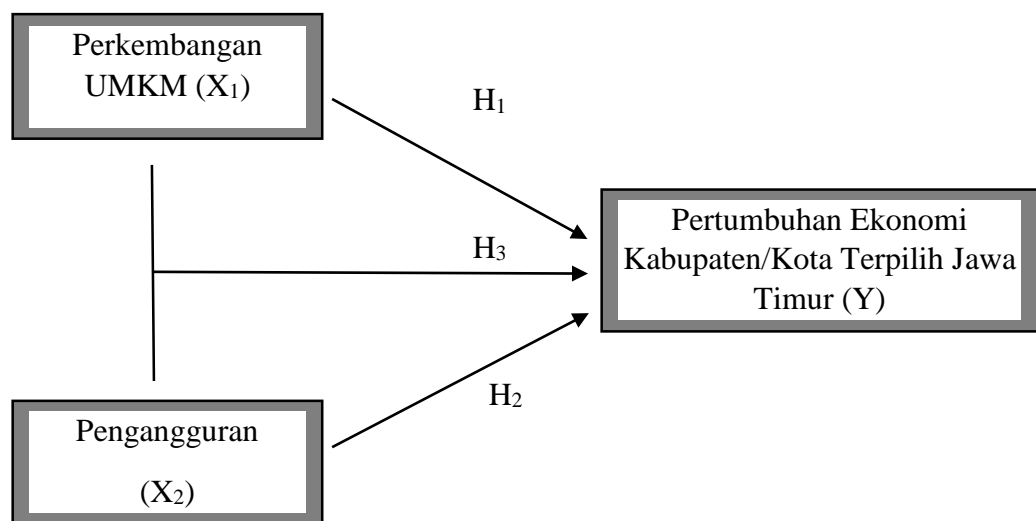 Perkembangan
UMKM (X₁)
H₁
Pertumbuhan Ekonomi
Kabupaten/Kota Terpilih Jawa
Timur (Y)
H₃
H₂
Pengangguran
(X₂)